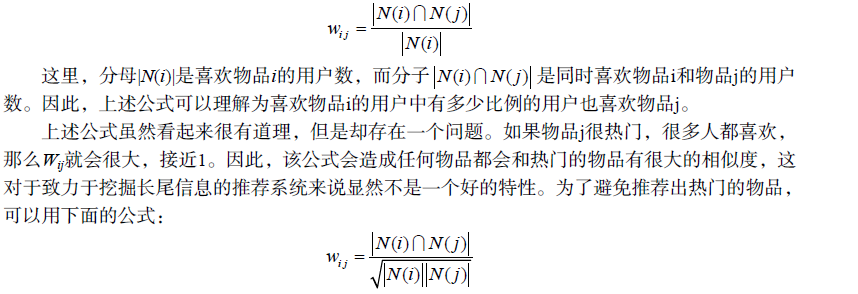 w_{ij} = \frac{|N(i) \cap N(j)|}{|N(i)|}
这里，分母|N(i)|是喜欢物品i的用户数，而分子|N(i)∩N(j)|是同时喜欢物品i和物品j的用户
数。因此，上述公式可以理解为喜欢物品i的用户中有多少比例的用户也喜欢物品j。
上述公式虽然看起来很有道理，但是却存在一个问题。如果物品j很热门，很多人都喜欢，
那么W_{ij}就会很大，接近1。因此，该公式会造成任何物品都会和热门的物品有很大的相似度，这
对于致力于挖掘长尾信息的推荐系统来说显然不是一个好的特性。为了避免推荐出热门的物品，
可以用下面的公式：
w_{ij} = \frac{|N(i) \cap N(j)|}{\sqrt{|N(i)||N(j)|}}